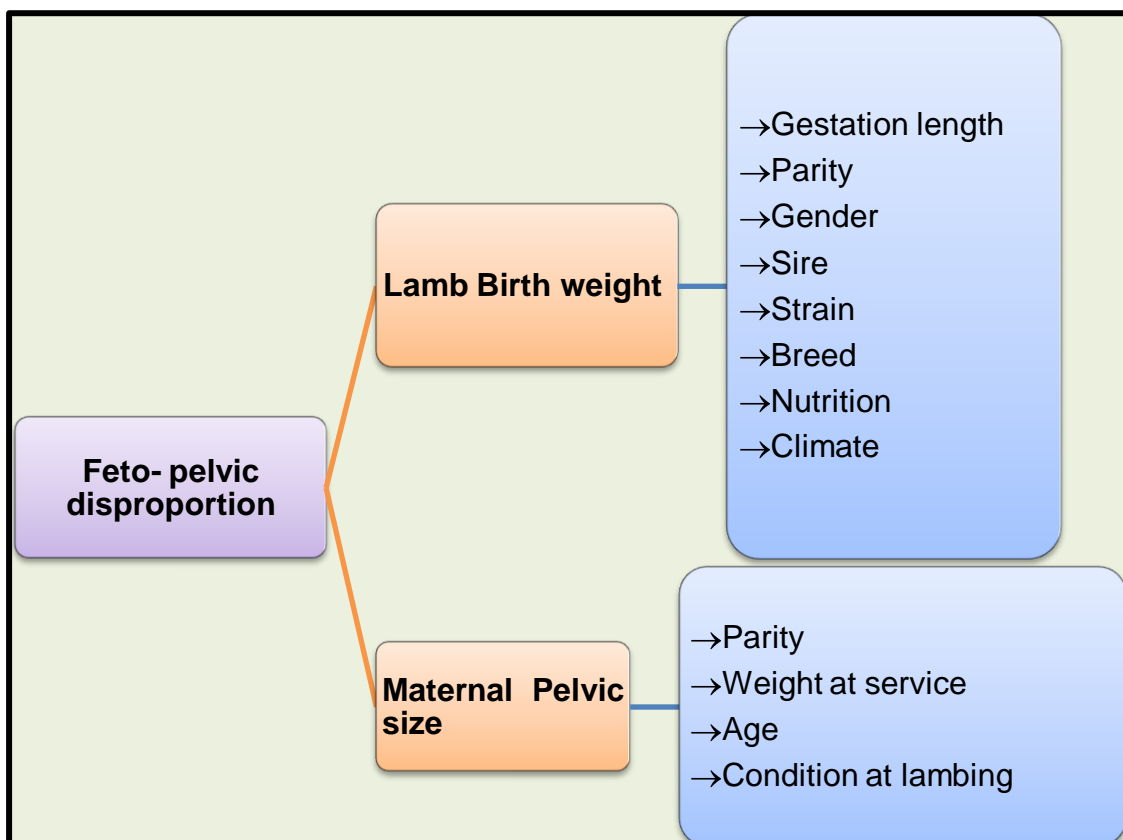 Feto- pelvic
disproportion
Lamb Birth weight
→Gestation length
→Parity
→Gender
→Sire
→Strain
→Breed
→Nutrition
→Climate
Maternal Pelvic
size
→Parity
→Weight at service
→Age
→Condition at lambing